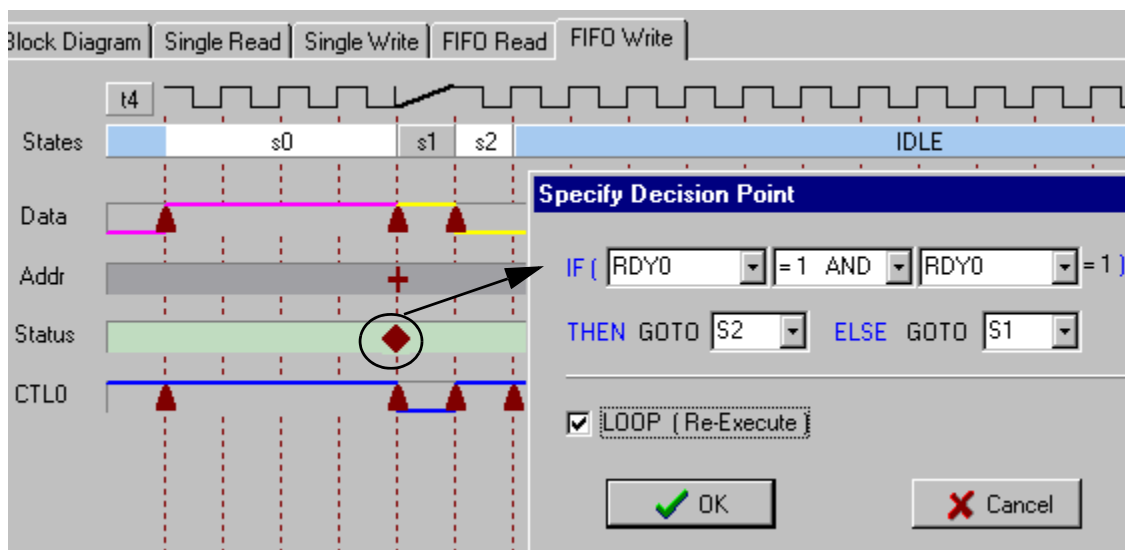 Block Diagram Single Read Single Write FIFO Read FIFO Write
t4
States s0 s1 s2 IDLE
Specify Decision Point
Data
IF ( RDY0 = 1 AND RDY0 = 1 )
Addr
THEN GOTO S2 ELSE GOTO S1
Status
CTL0
LOOP ( Re-Execute )
OK Cancel